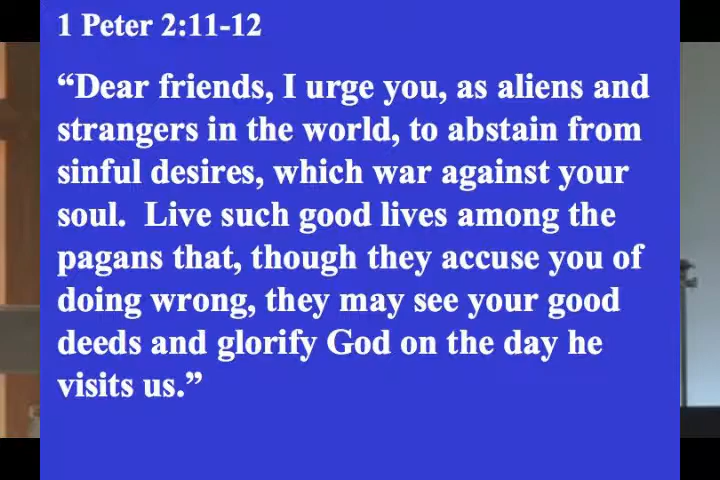 1 Peter 2:11-12
“Dear friends, I urge you, as aliens and
strangers in the world, to abstain from
sinful desires, which war against your
soul.  Live such good lives among the
pagans that, though they accuse you of
doing wrong, they may see your good
deeds and glorify God on the day he
visits us.”